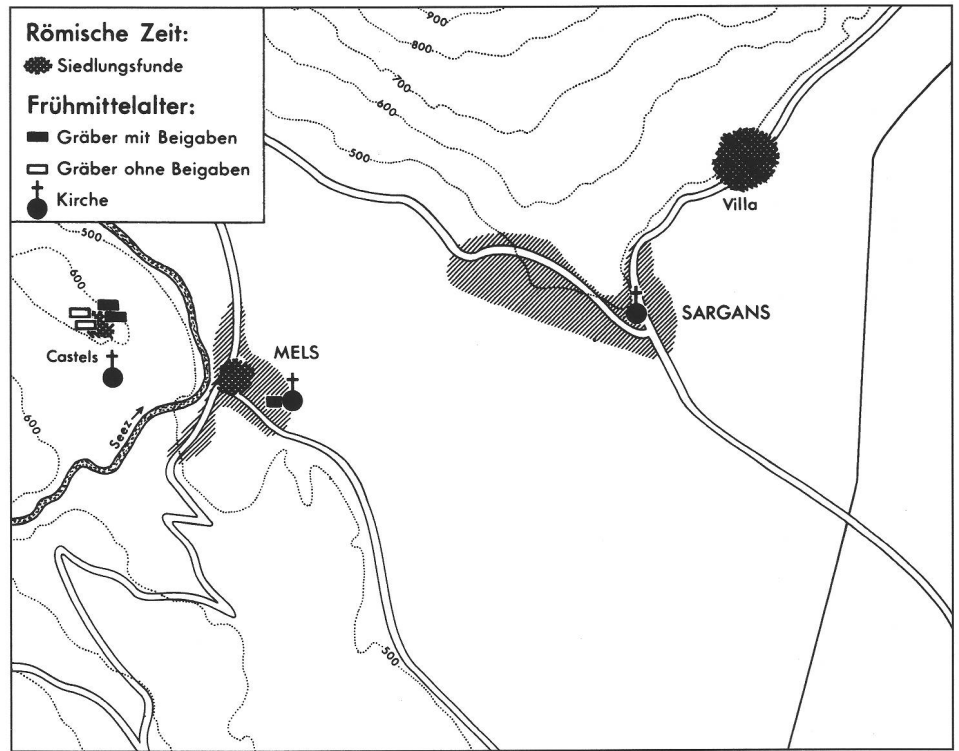 Römische Zeit:
Siedlungsfunde
Frühmittelalter:
Gräber mit Beigaben
Gräber ohne Beigaben
Kirche
900
800
700
600
500
500
600
Villa
SARGANS
MELS
Castels
Seez
600
500